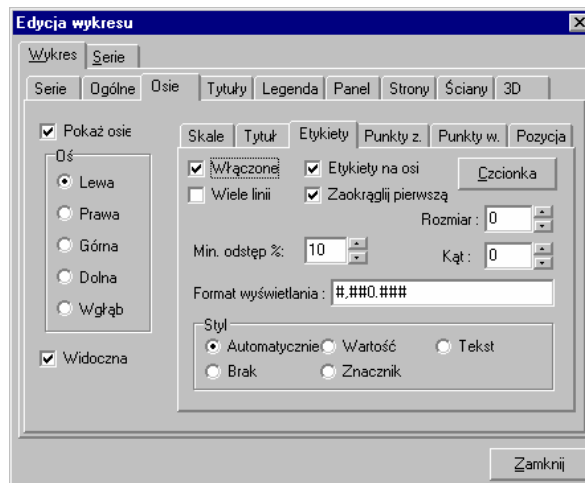 Edycja wykresu
Wykres Serie
Serie Ogólne Osie Tytuły Legenda Panel Strony Ściany 3D
Pokaż osie
Skale Tytuł Etykiety Punkty z. Punkty w. Pozycja
Oś
Włączone Etykiety na osi Czcionka
Lewa
Wiele linii Zaokrąglij pierwszą
Prawa
Rozmiar : 0
Górna
Min. odstęp %: 10 Kąt : 0
Dolna
Format wyświetlania : #,##0.###
Wgłąb
Styl
Automatycznie Wartość Tekst
Widoczna
Brak Znacznik
Zamknij